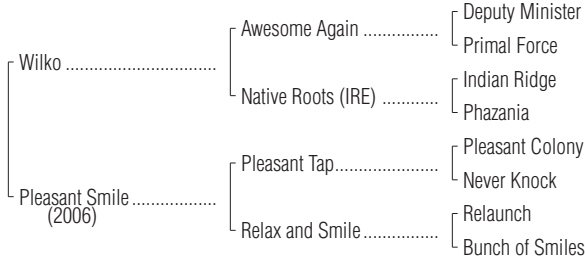 Deputy Minister
Awesome Again ................
Primal Force
Wilko ................................
Indian Ridge
Native Roots (IRE) ............
Phazania
Pleasant Colony
Pleasant Tap......................
Never Knock
Pleasant Smile ..................
(2006)
Relaunch
Relax and Smile ................
Bunch of Smiles